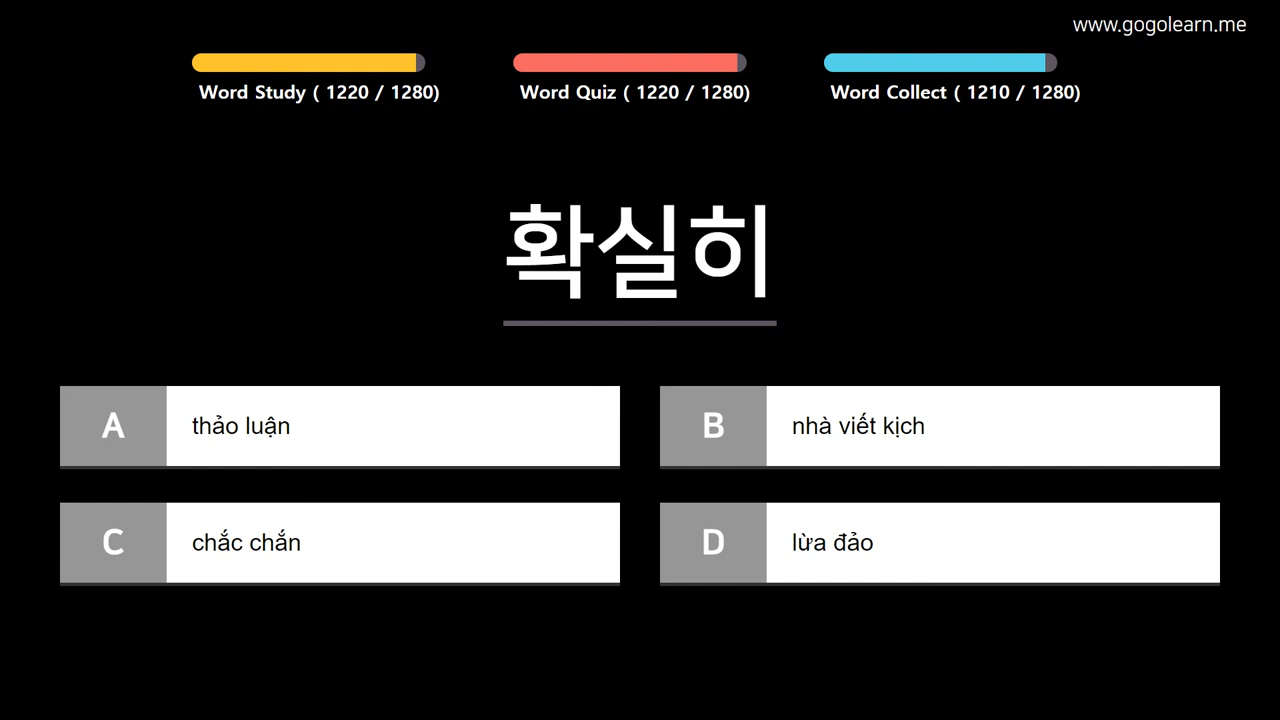 www.gogolearn.me
Word Study ( 1220 / 1280)
Word Quiz ( 1220 / 1280)
Word Collect ( 1210 / 1280)
확실히
A thảo luận
B nhà viết kịch
C chắc chắn
D lừa đảo